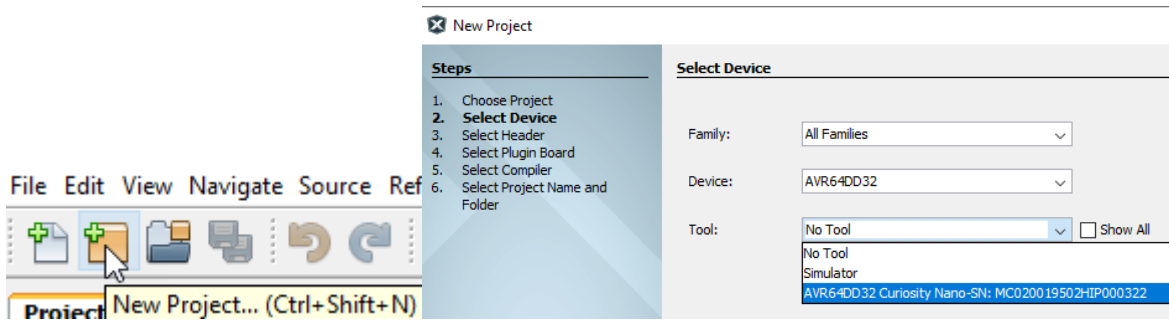 File Edit View Navigate Source Ref
New Project... (Ctrl+Shift+N)
Project
New Project
Steps
1. Choose Project
2. Select Device
3. Select Header
4. Select Plugin Board
5. Select Compiler
6. Select Project Name and
Folder
Select Device
Family: All Families
Device: AVR64DD32
Tool: No Tool Show All
No Tool
Simulator
AVR64DD32 Curiosity Nano-SN: MC020019502HIP000322